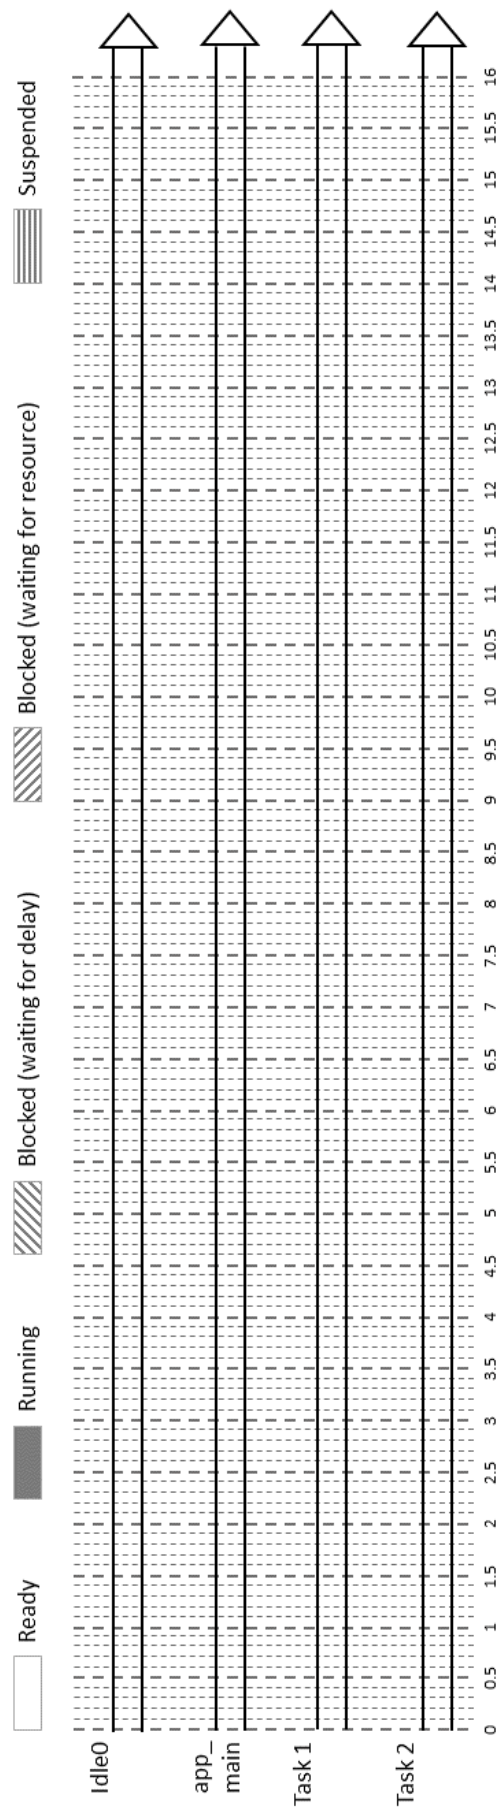 Ready
Running
Blocked (waiting for delay)
Blocked (waiting for resource)
Suspended
Idle0
app_
main
Task 1
Task 2
0 0.5 1 1.5 2 2.5 3 3.5 4 4.5 5 5.5 6 6.5 7 7.5 8 8.5 9 9.5 10 10.5 11 11.5 12 12.5 13 13.5 14 14.5 15 15.5 16